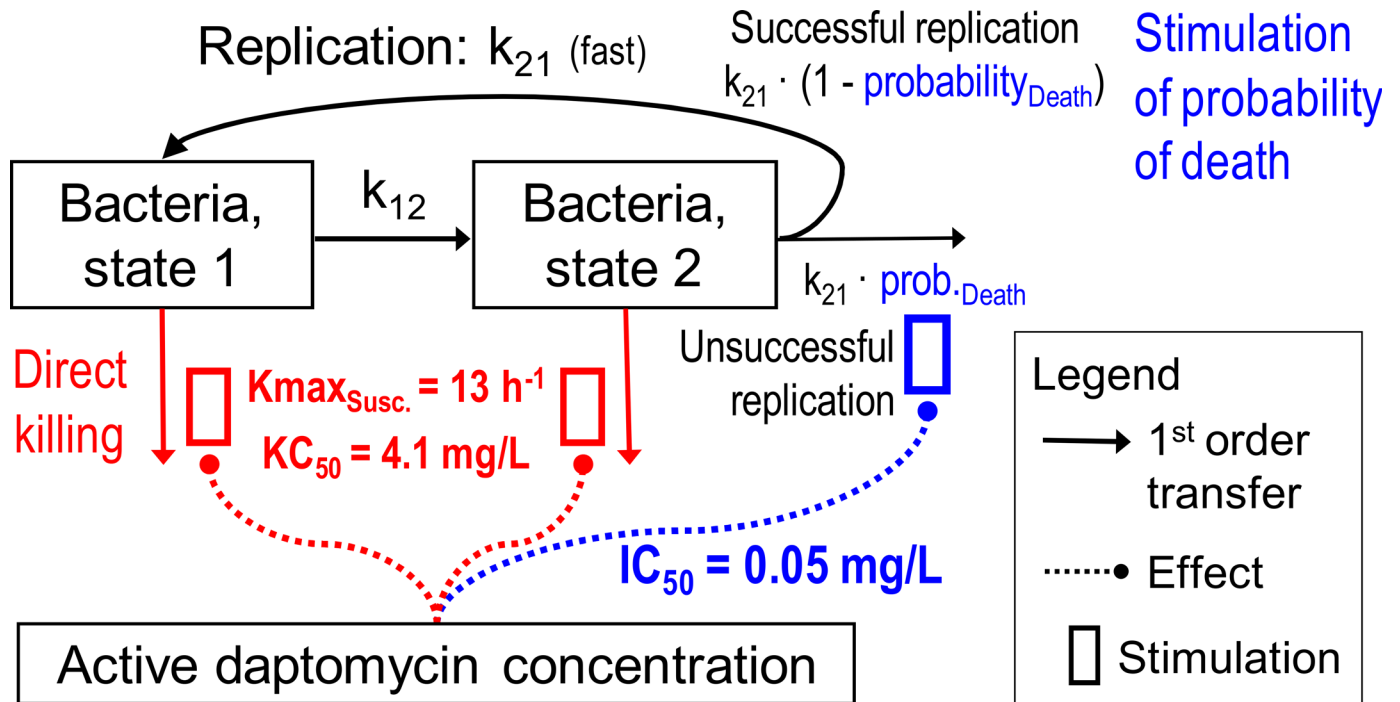 Replication: k21 (fast)
Successful replication
k21 · (1 - probabilityDeath)
Stimulation
of probability
of death
Bacteria,
state 1
k12
Bacteria,
state 2
k21 · prob.Death
Unsuccessful
replication
Direct
killing
KmaxSusc. = 13 h-1
KC50 = 4.1 mg/L
IC50 = 0.05 mg/L
Active daptomycin concentration
Legend
1st order
transfer
Effect
Stimulation